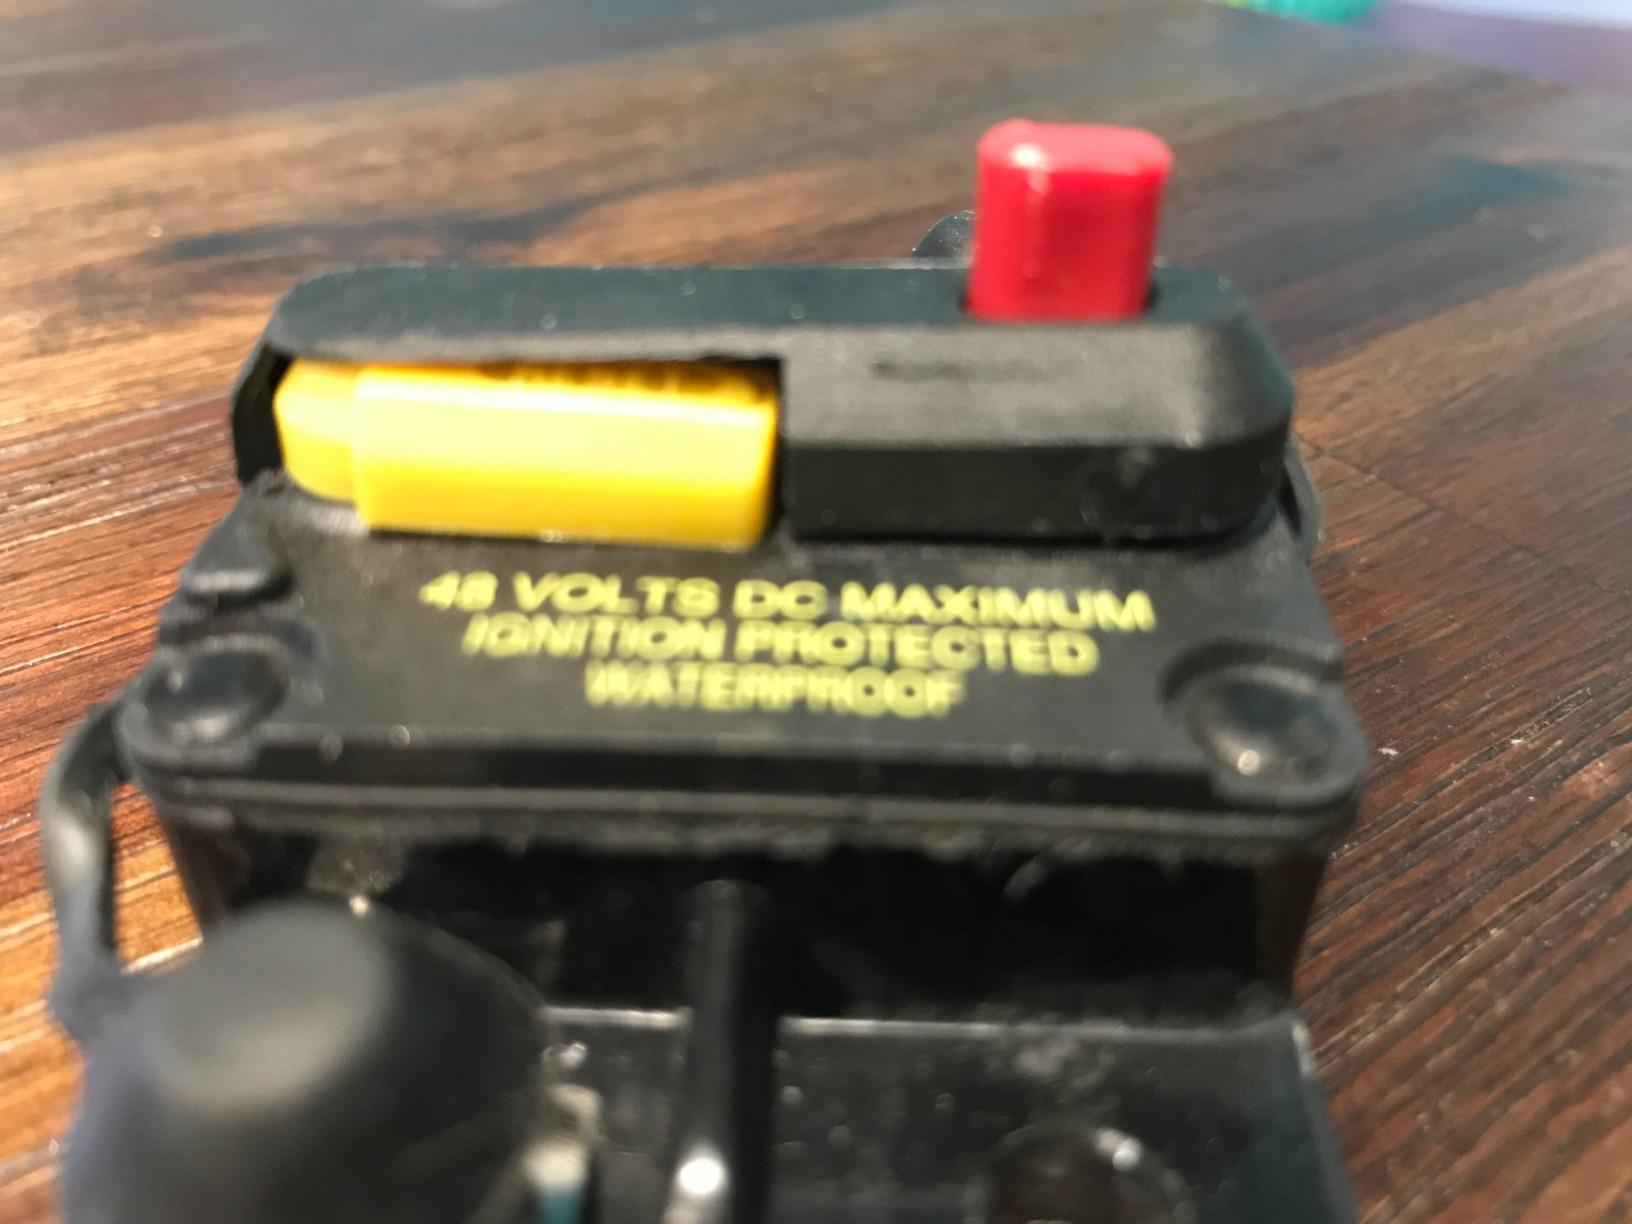 48 VOLTS DC MAXIMUM
IGNITION PROTECTED
WATERPROOF